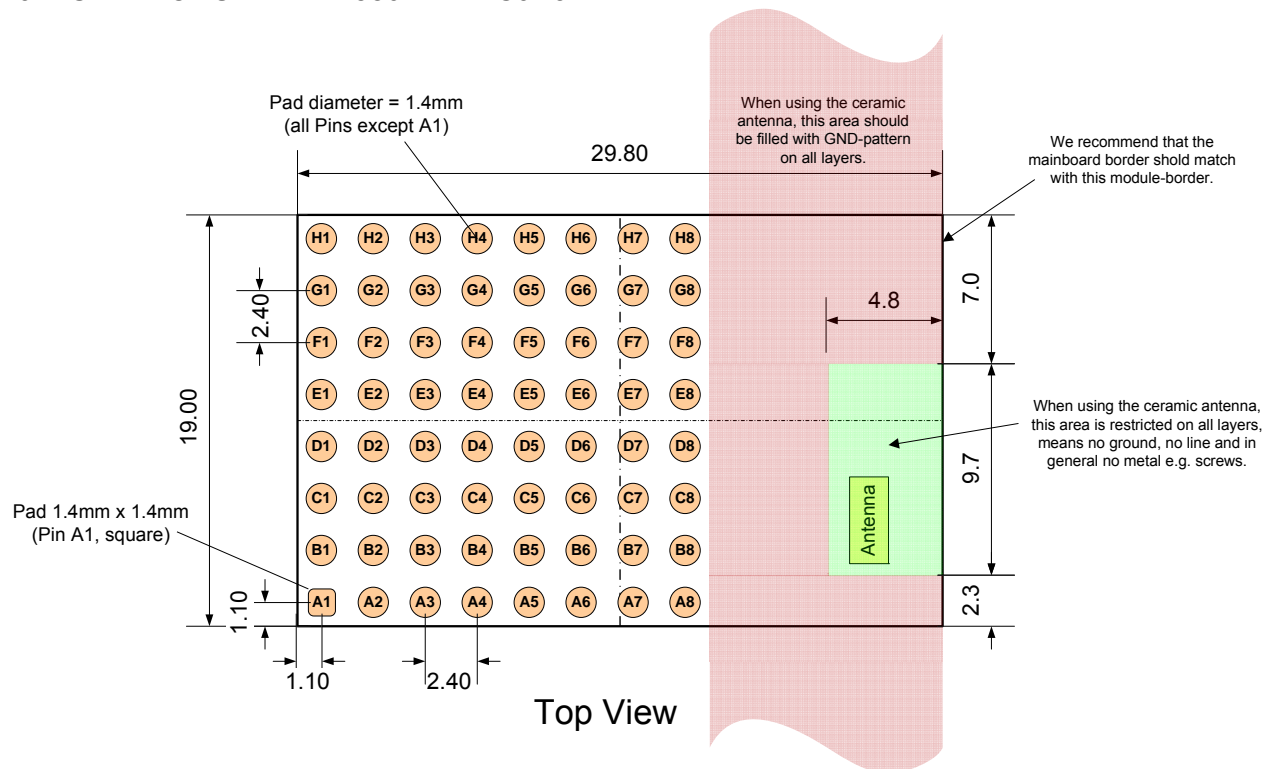 Pad diameter = 1.4mm
(all Pins except A1)
When using the ceramic
antenna, this area should
be filled with GND-pattern
on all layers.
We recommend that the
mainboard border shold match
with this module-border.
29.80
H1 H2 H3 H4 H5 H6 H7 H8
G1 G2 G3 G4 G5 G6 G7 G8
F1 F2 F3 F4 F5 F6 F7 F8
E1 E2 E3 E4 E5 E6 E7 E8
D1 D2 D3 D4 D5 D6 D7 D8
C1 C2 C3 C4 C5 C6 C7 C8
B1 B2 B3 B4 B5 B6 B7 B8
A1 A2 A3 A4 A5 A6 A7 A8
2.40
19.00
7.0
4.8
When using the ceramic antenna,
this area is restricted on all layers,
means no ground, no line and in
general no metal e.g. screws.
9.7
Antenna
Pad 1.4mm x 1.4mm
(Pin A1, square)
1.10
2.3
1.10
2.40
Top View